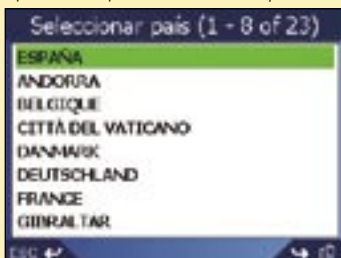 Seleccionar país (1 - 8 of 23)
ESPAÑA
ANDORRA
BELGIQUE
CITTÀ DEL VATICANO
DANMARK
DEUTSCHLAND
FRANCE
GIBRALTAR
ESC